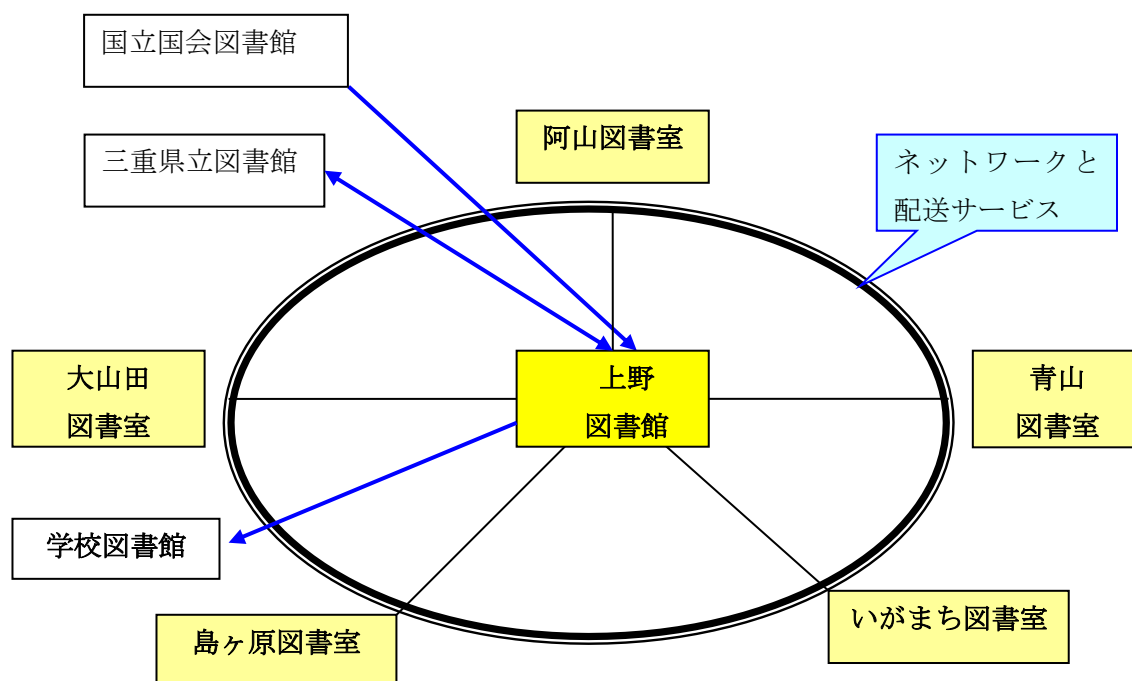 国立国会図書館
阿山図書室
三重県立図書館
ネットワークと
配送サービス
大山田
図書室
上野
図書館
青山
図書室
学校図書館
いがまち図書室
島ヶ原図書室